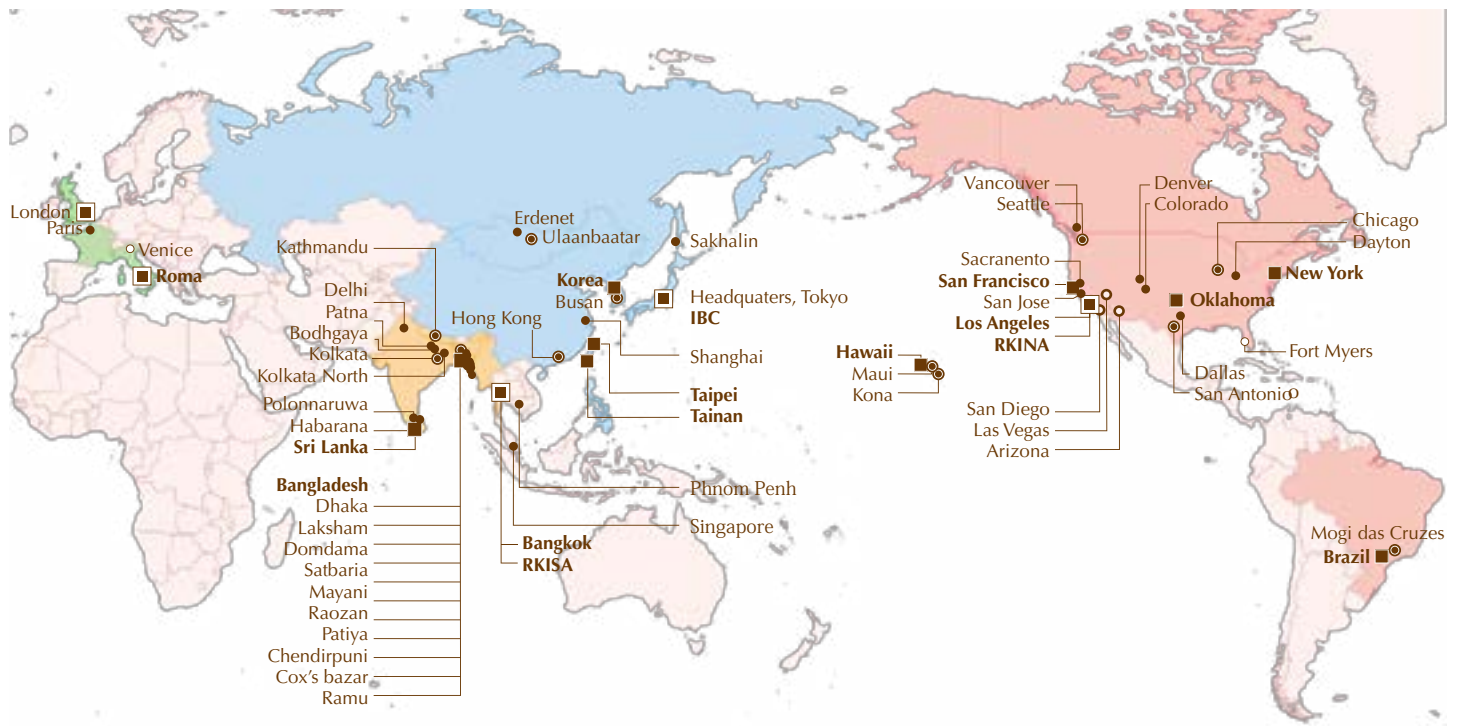 London
Paris
Venice
Roma
Kathmandu
Delhi
Patna
Bodhgaya
Kolkata
Kolkata North
Polonnaruwa
Habarana
Sri Lanka
Bangladesh
Dhaka
Laksham
Domdama
Satbaria
Mayani
Raozan
Patiya
Chendirpuni
Cox's bazar
Ramu
Erdenet
Ulaanbaatar
Sakhalin
Korea
Busan
Headquaters, Tokyo
IBC
Hong Kong
Shanghai
Taipei
Tainan
Phnom Penh
Singapore
Bangkok
RKISA
Hawaii
Maui
Kona
Vancouver
Seattle
Sacranento
San Francisco
San Jose
Los Angeles
RKINA
San Diego
Las Vegas
Arizona
Denver
Colorado
Chicago
Dayton
New York
Oklahoma
Fort Myers
Dallas
San Antonio
Mogi das Cruzes
Brazil